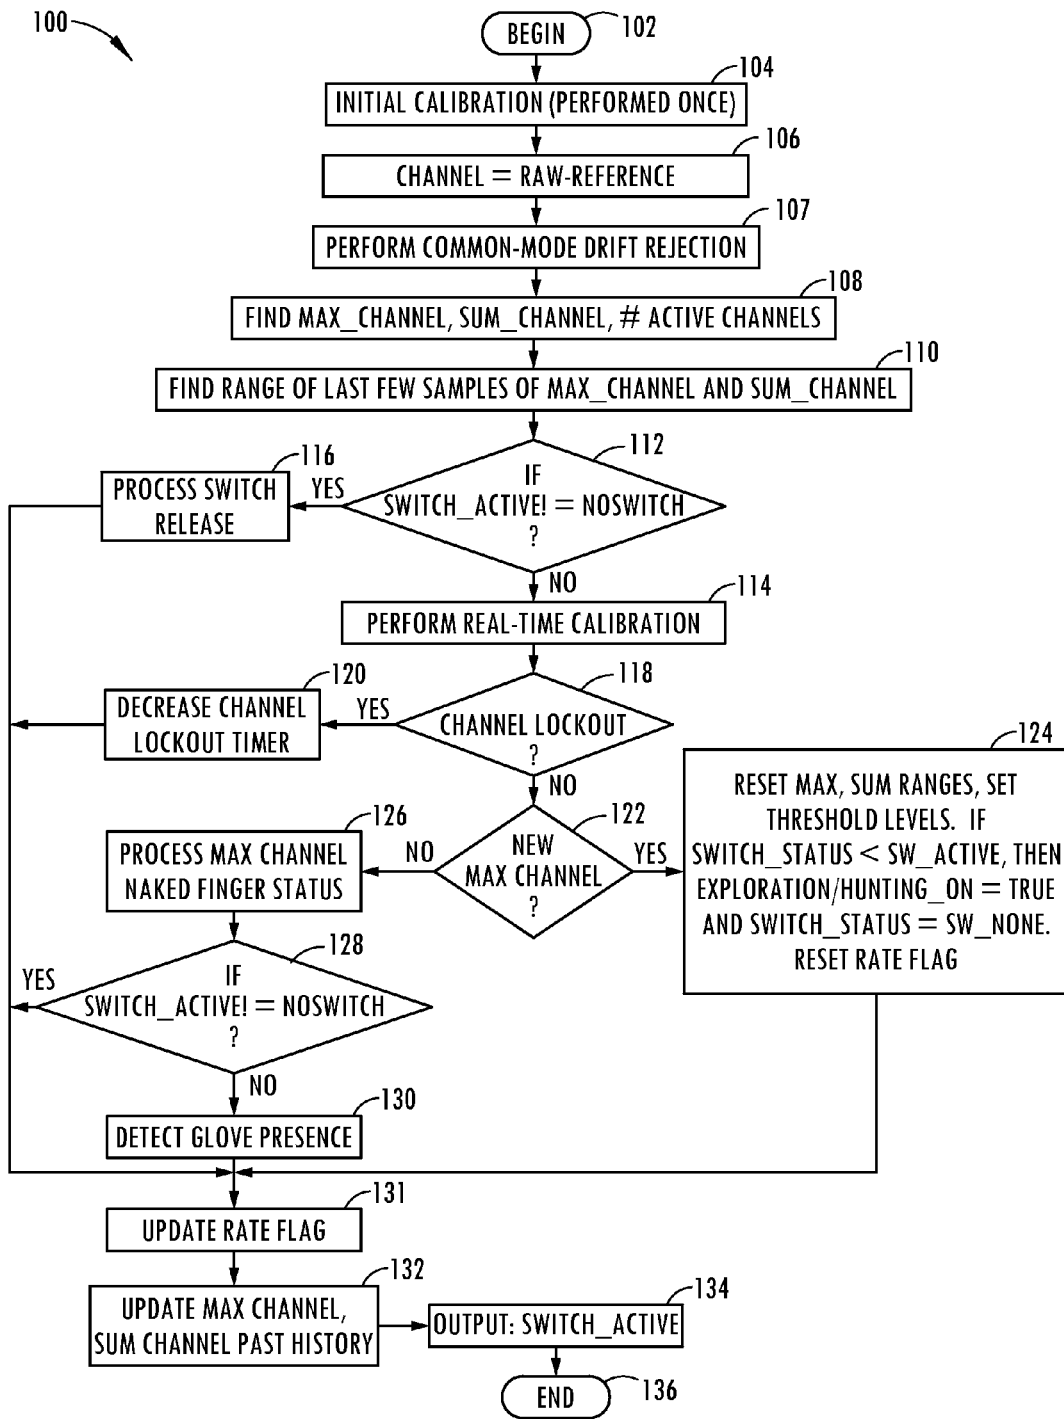 100
BEGIN
102
104
INITIAL CALIBRATION (PERFORMED ONCE)
106
CHANNEL = RAW-REFERENCE
107
PERFORM COMMON-MODE DRIFT REJECTION
108
FIND MAX_CHANNEL, SUM_CHANNEL, # ACTIVE CHANNELS
110
FIND RANGE OF LAST FEW SAMPLES OF MAX_CHANNEL AND SUM_CHANNEL
112
IF
SWITCH_ACTIVE! = NOSWITCH
?
YES
116
PROCESS SWITCH
RELEASE
NO
114
PERFORM REAL-TIME CALIBRATION
118
CHANNEL LOCKOUT
?
YES
120
DECREASE CHANNEL
LOCKOUT TIMER
NO
122
NEW
MAX CHANNEL
?
YES
124
RESET MAX, SUM RANGES, SET
THRESHOLD LEVELS. IF
SWITCH_STATUS < SW_ACTIVE, THEN
EXPLORATION/HUNTING_ON = TRUE
AND SWITCH_STATUS = SW_NONE.
RESET RATE FLAG
NO
126
PROCESS MAX CHANNEL
NAKED FINGER STATUS
128
IF
SWITCH_ACTIVE! = NOSWITCH
?
YES
NO
130
DETECT GLOVE PRESENCE
131
UPDATE RATE FLAG
132
UPDATE MAX CHANNEL,
SUM CHANNEL PAST HISTORY
134
OUTPUT: SWITCH_ACTIVE
END
136